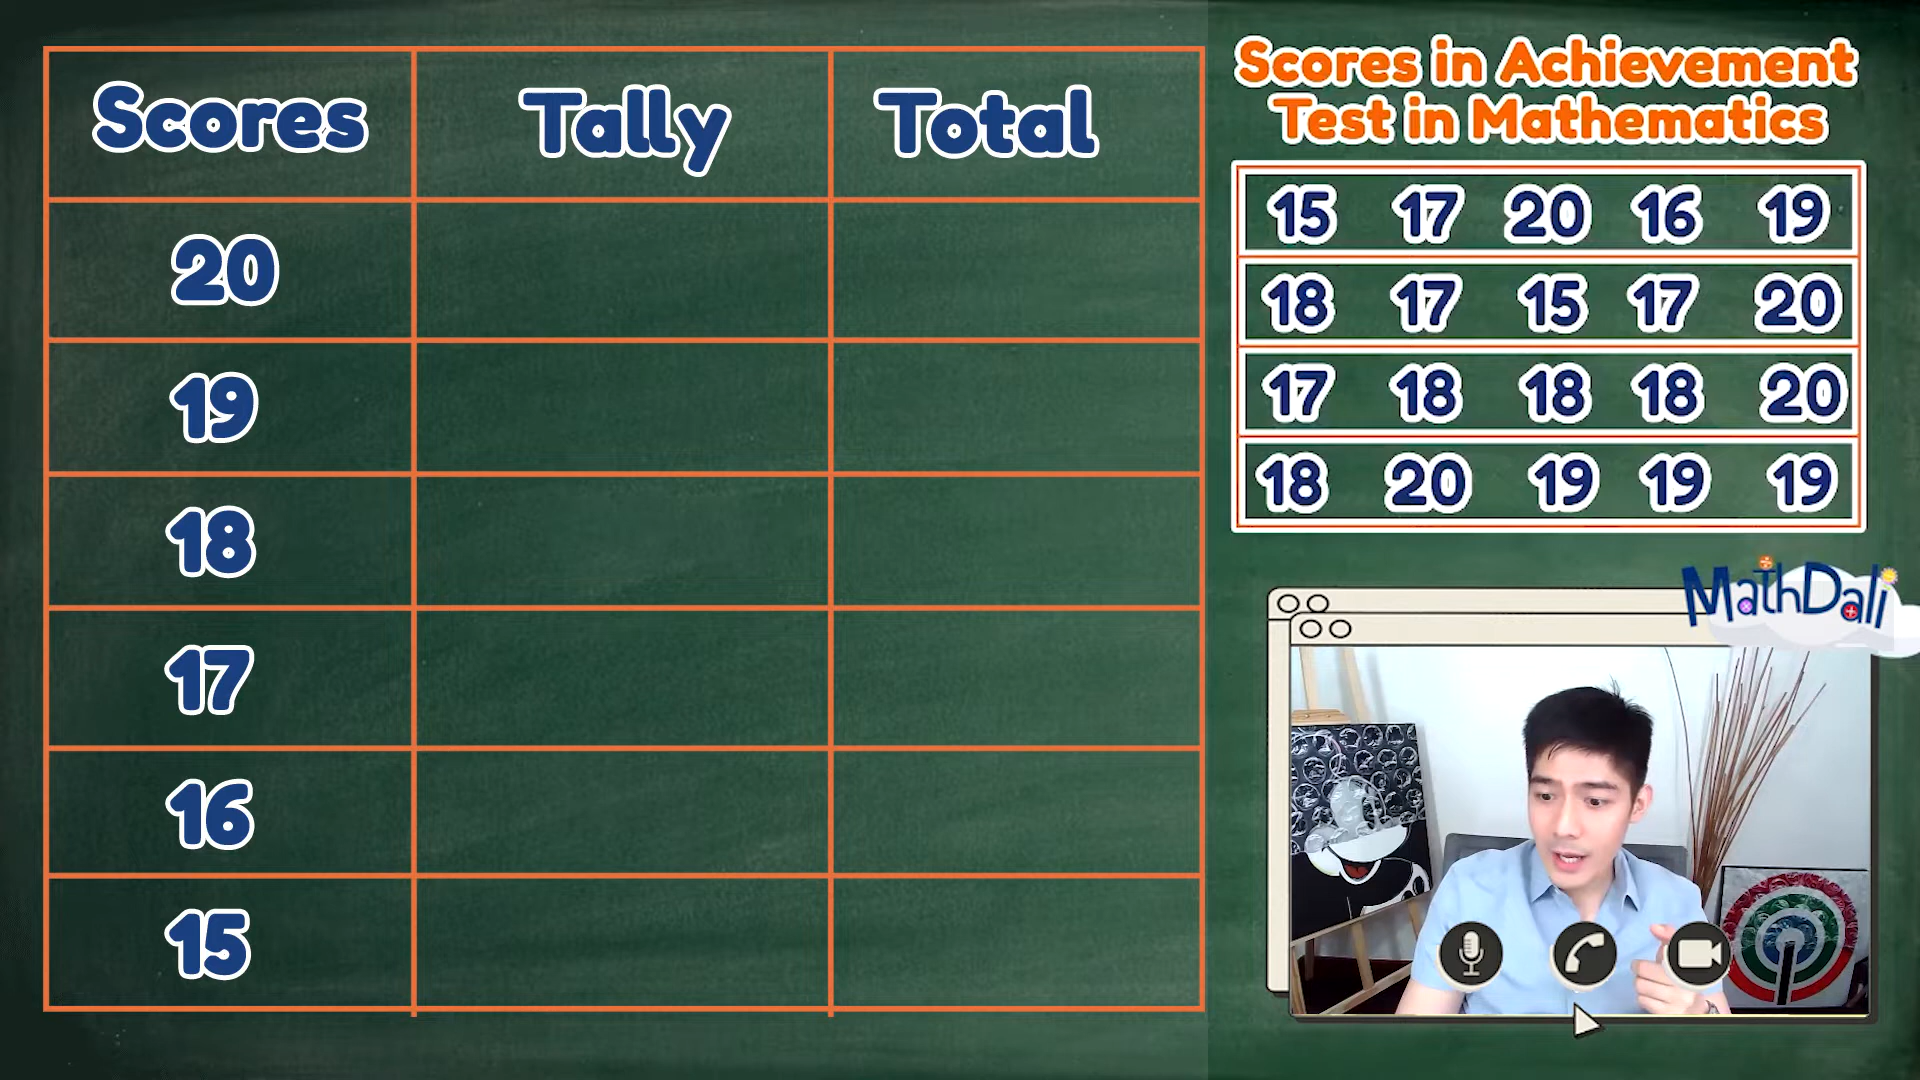 Scores Tally Total
20
19
18
17
16
15
Scores in Achievement
Test in Mathematics
15 17 20 16 19
18 17 15 17 20
17 18 18 18 20
18 20 19 19 19
MathDali